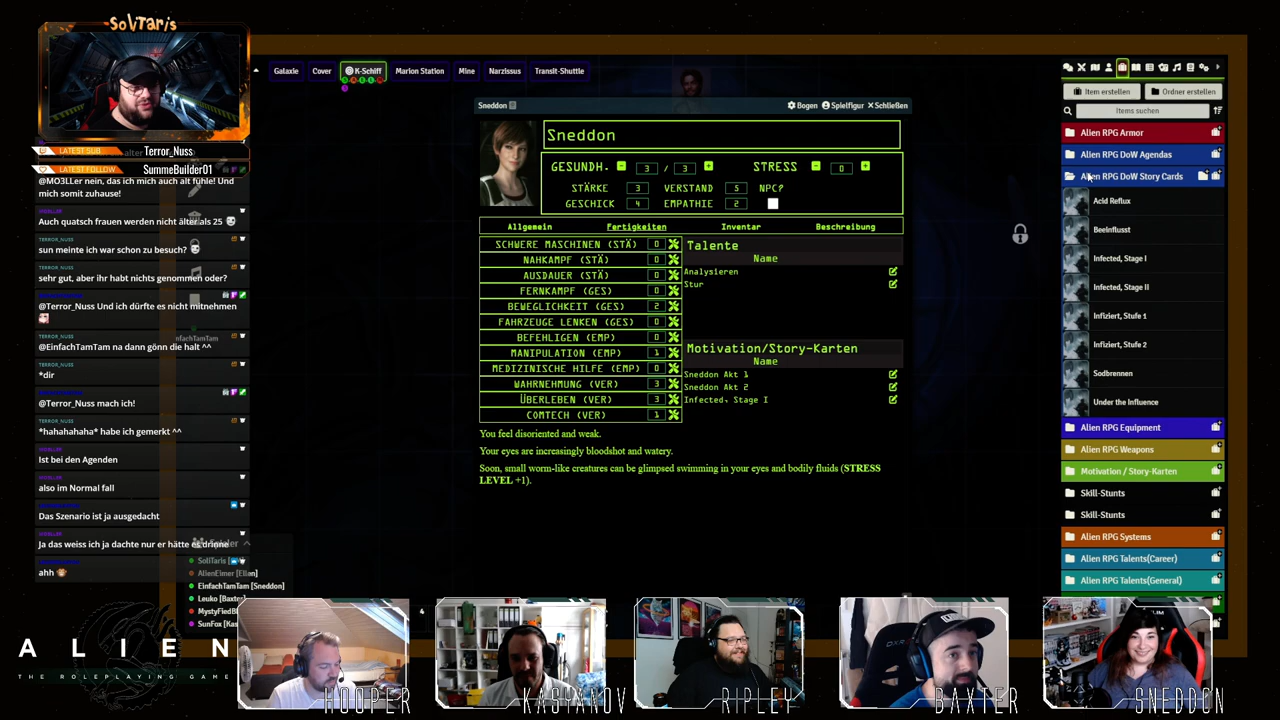 SoliTaris
LATEST SUB Terror_Nuss
LATEST FOLLOW SummeBuilder01
@MO3LLer nein, das ich mich auch alt fühle! Und
mich somit zuhause!
Auch quatsch frauen werden nicht älter als 25
TERROR_NUSS
sun meinte ich war schon zu besuch?
TERROR_NUSS
sehr gut, aber ihr habt nichts genommen oder?
@Terror_Nuss Und ich dürfte es nicht mitnehmen
TERROR_NUSS
@EinfachTamTam na dann gönn die halt ^^
TERROR_NUSS
*dir
@Terror_Nuss mach ich!
TERROR_NUSS
*hahahahaha* habe ich gemerkt ^^
Ist bei den Agenden
also im Normal fall
Das Szenario ist ja ausgedacht
Ja das weiss ich ja dachte nur er hätte es drinne
ahh
Galaxie
Cover
K-Schiff
Marion Station
Mine
Narzissus
Transit-Shuttle
Sneddon
Bogen
Spielfigur
Schließen
Sneddon
GESUNDH. - 3 / 3 + STRESS - 0 +
STÄRKE 3 VERSTAND 5 NPC?
GESCHICK 4 EMPATHIE 2
Allgemein Fertigkeiten Inventar Beschreibung
SCHWERE MASCHINEN (STÄ) 0
NAHKAMPF (STÄ) 0
AUSDAUER (STÄ) 0
FERNKAMPF (GES) 0
BEWEGLICHKEIT (GES) 2
FAHRZEUGE LENKEN (GES) 0
BEFEHLIGEN (EMP) 0
MANIPULATION (EMP) 1
MEDIZINISCHE HILFE (EMP) 0
WAHRNEHMUNG (VER) 3
ÜBERLEBEN (VER) 3
COMTECH (VER) 1
Talente
Name
Analysieren
Stur
Motivation/Story-Karten
Name
Sneddon Akt 1
Sneddon Akt 2
Infected, Stage I
You feel disoriented and weak.
Your eyes are increasingly bloodshot and watery.
Soon, small worm-like creatures can be glimpsed swimming in your eyes and bodily fluids (STRESS
LEVEL +1).
Item erstellen
Ordner erstellen
Items suchen
Alien RPG Armor
Alien RPG DoW Agendas
Alien RPG DoW Story Cards
Acid Reflux
Beeinflusst
Infected, Stage I
Infected, Stage II
Infiziert, Stufe 1
Infiziert, Stufe 2
Sodbrennen
Under the Influence
Alien RPG Equipment
Alien RPG Weapons
Motivation / Story-Karten
Skill-Stunts
Skill-Stunts
Alien RPG Systems
Alien RPG Talents(Career)
Alien RPG Talents(General)
SoliTaris
AlienEimer [Ellen]
EinfachTamTam [Sneddon]
Leuko [Baxter
SunFox [Kas
ALIEN
THE ROLEPLAYING GAME
HOOPER
KASYANOV
RIPLEY
BAXTER
SNEDDON